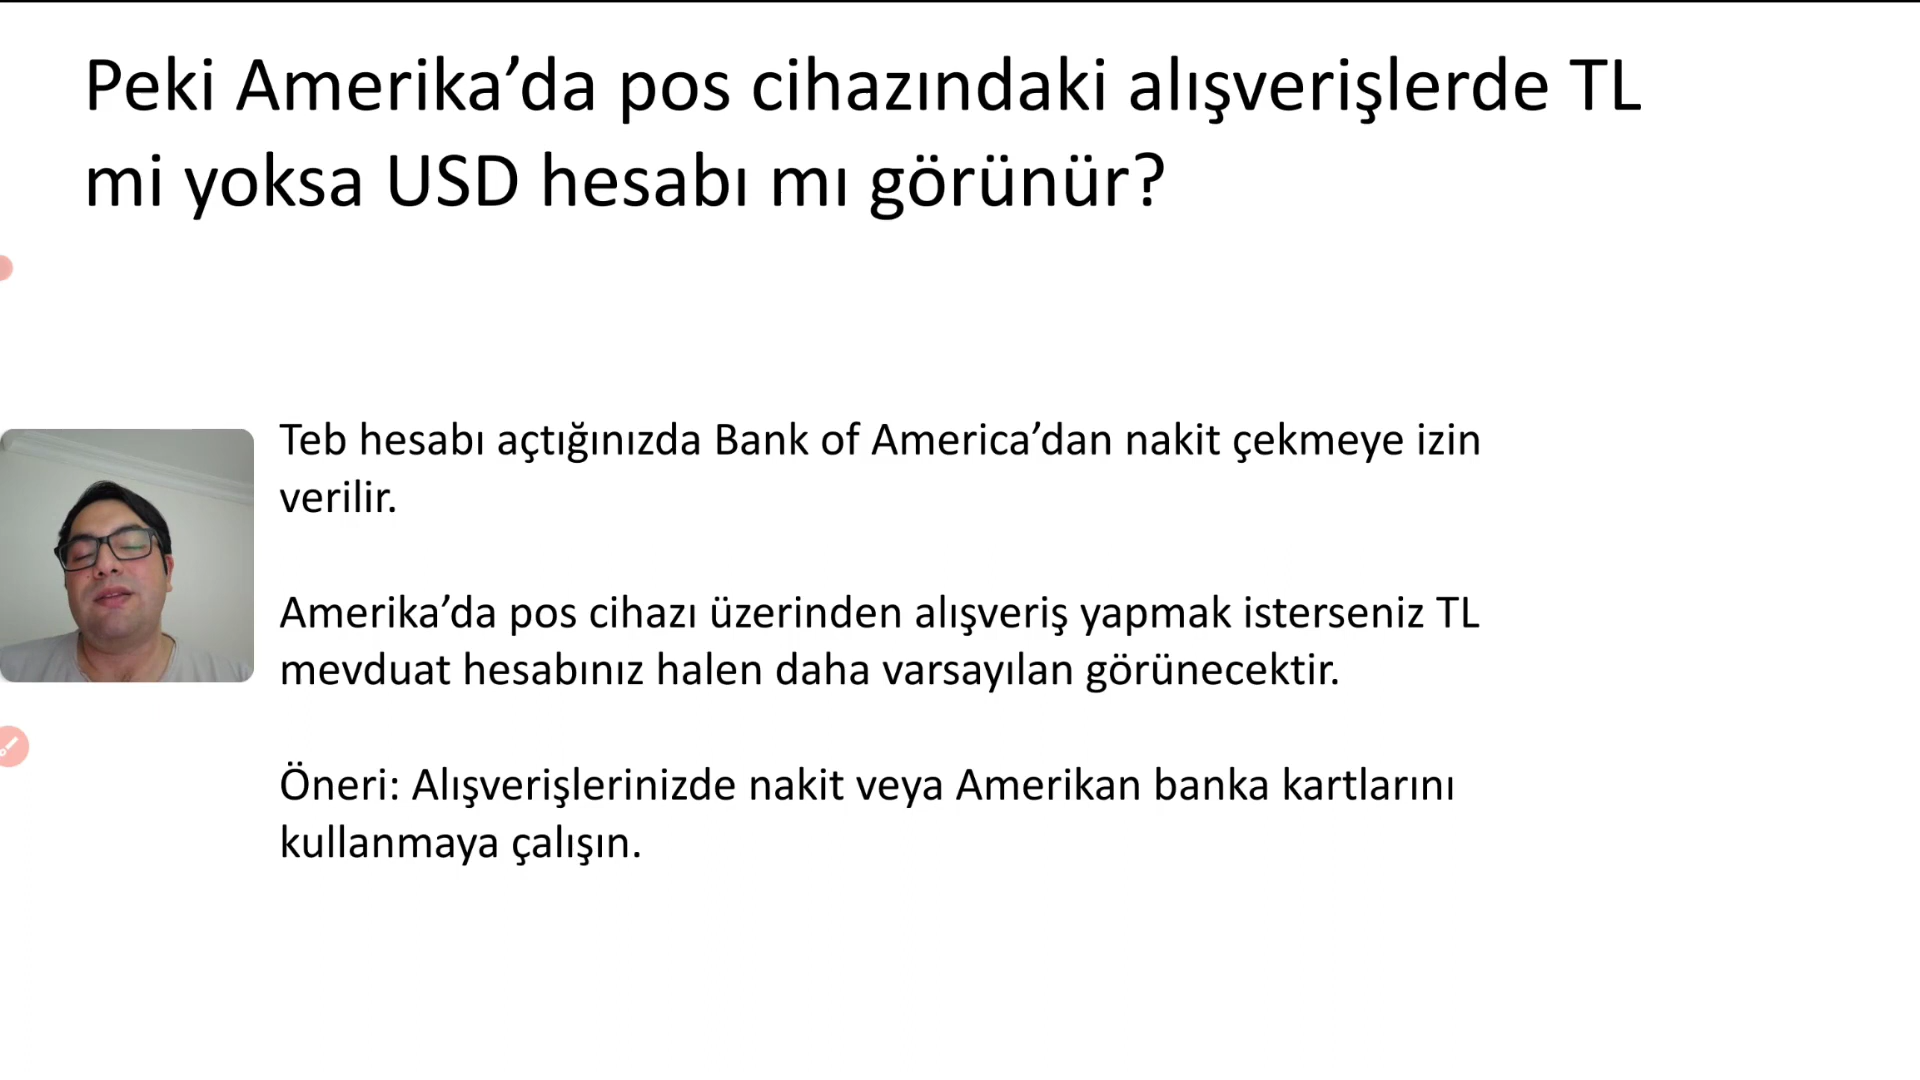 Peki Amerika’da pos cihazındaki alışverişlerde TL
mi yoksa USD hesabı mı görünür?
Teb hesabı açtığınızda Bank of America’dan nakit çekmeye izin
verilir.
Amerika’da pos cihazı üzerinden alışveriş yapmak isterseniz TL
mevduat hesabınız halen daha varsayılan görünecektir.
Öneri: Alışverişlerinizde nakit veya Amerikan banka kartlarını
kullanmaya çalışın.